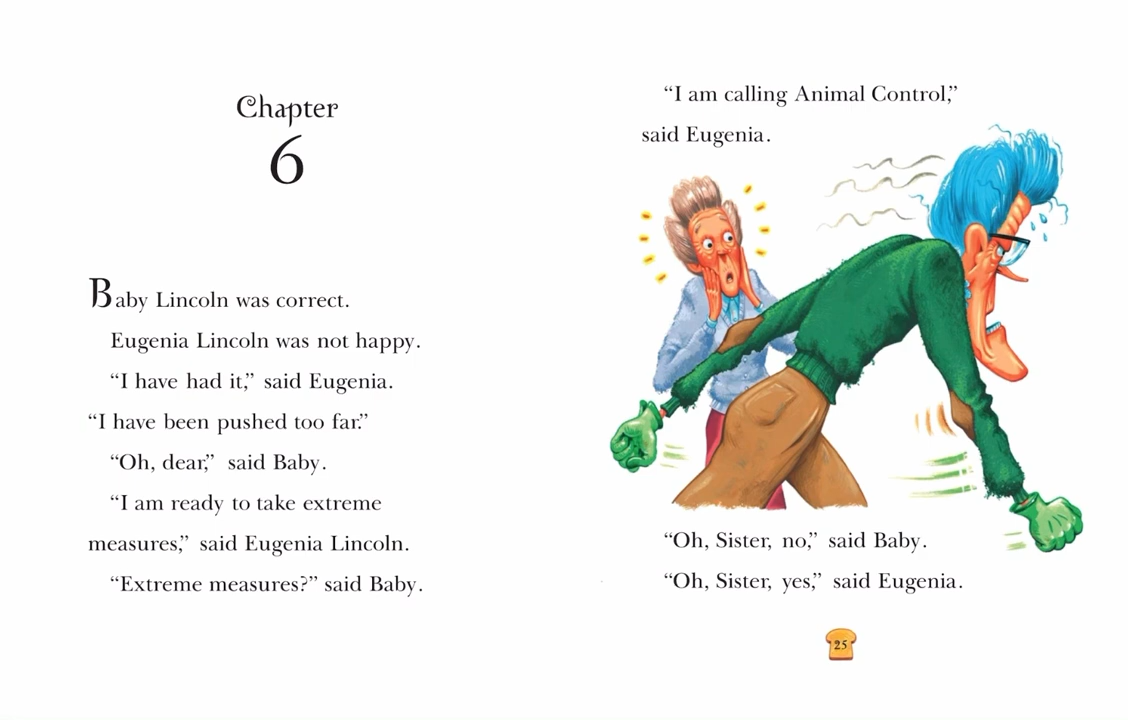 Chapter
6
Baby Lincoln was correct.
Eugenia Lincoln was not happy.
“I have had it,” said Eugenia.
“I have been pushed too far.”
“Oh, dear,” said Baby.
“I am ready to take extreme
measures,” said Eugenia Lincoln.
“Extreme measures?” said Baby.
“I am calling Animal Control,”
said Eugenia.
“Oh, Sister, no,” said Baby.
“Oh, Sister, yes,” said Eugenia.
25